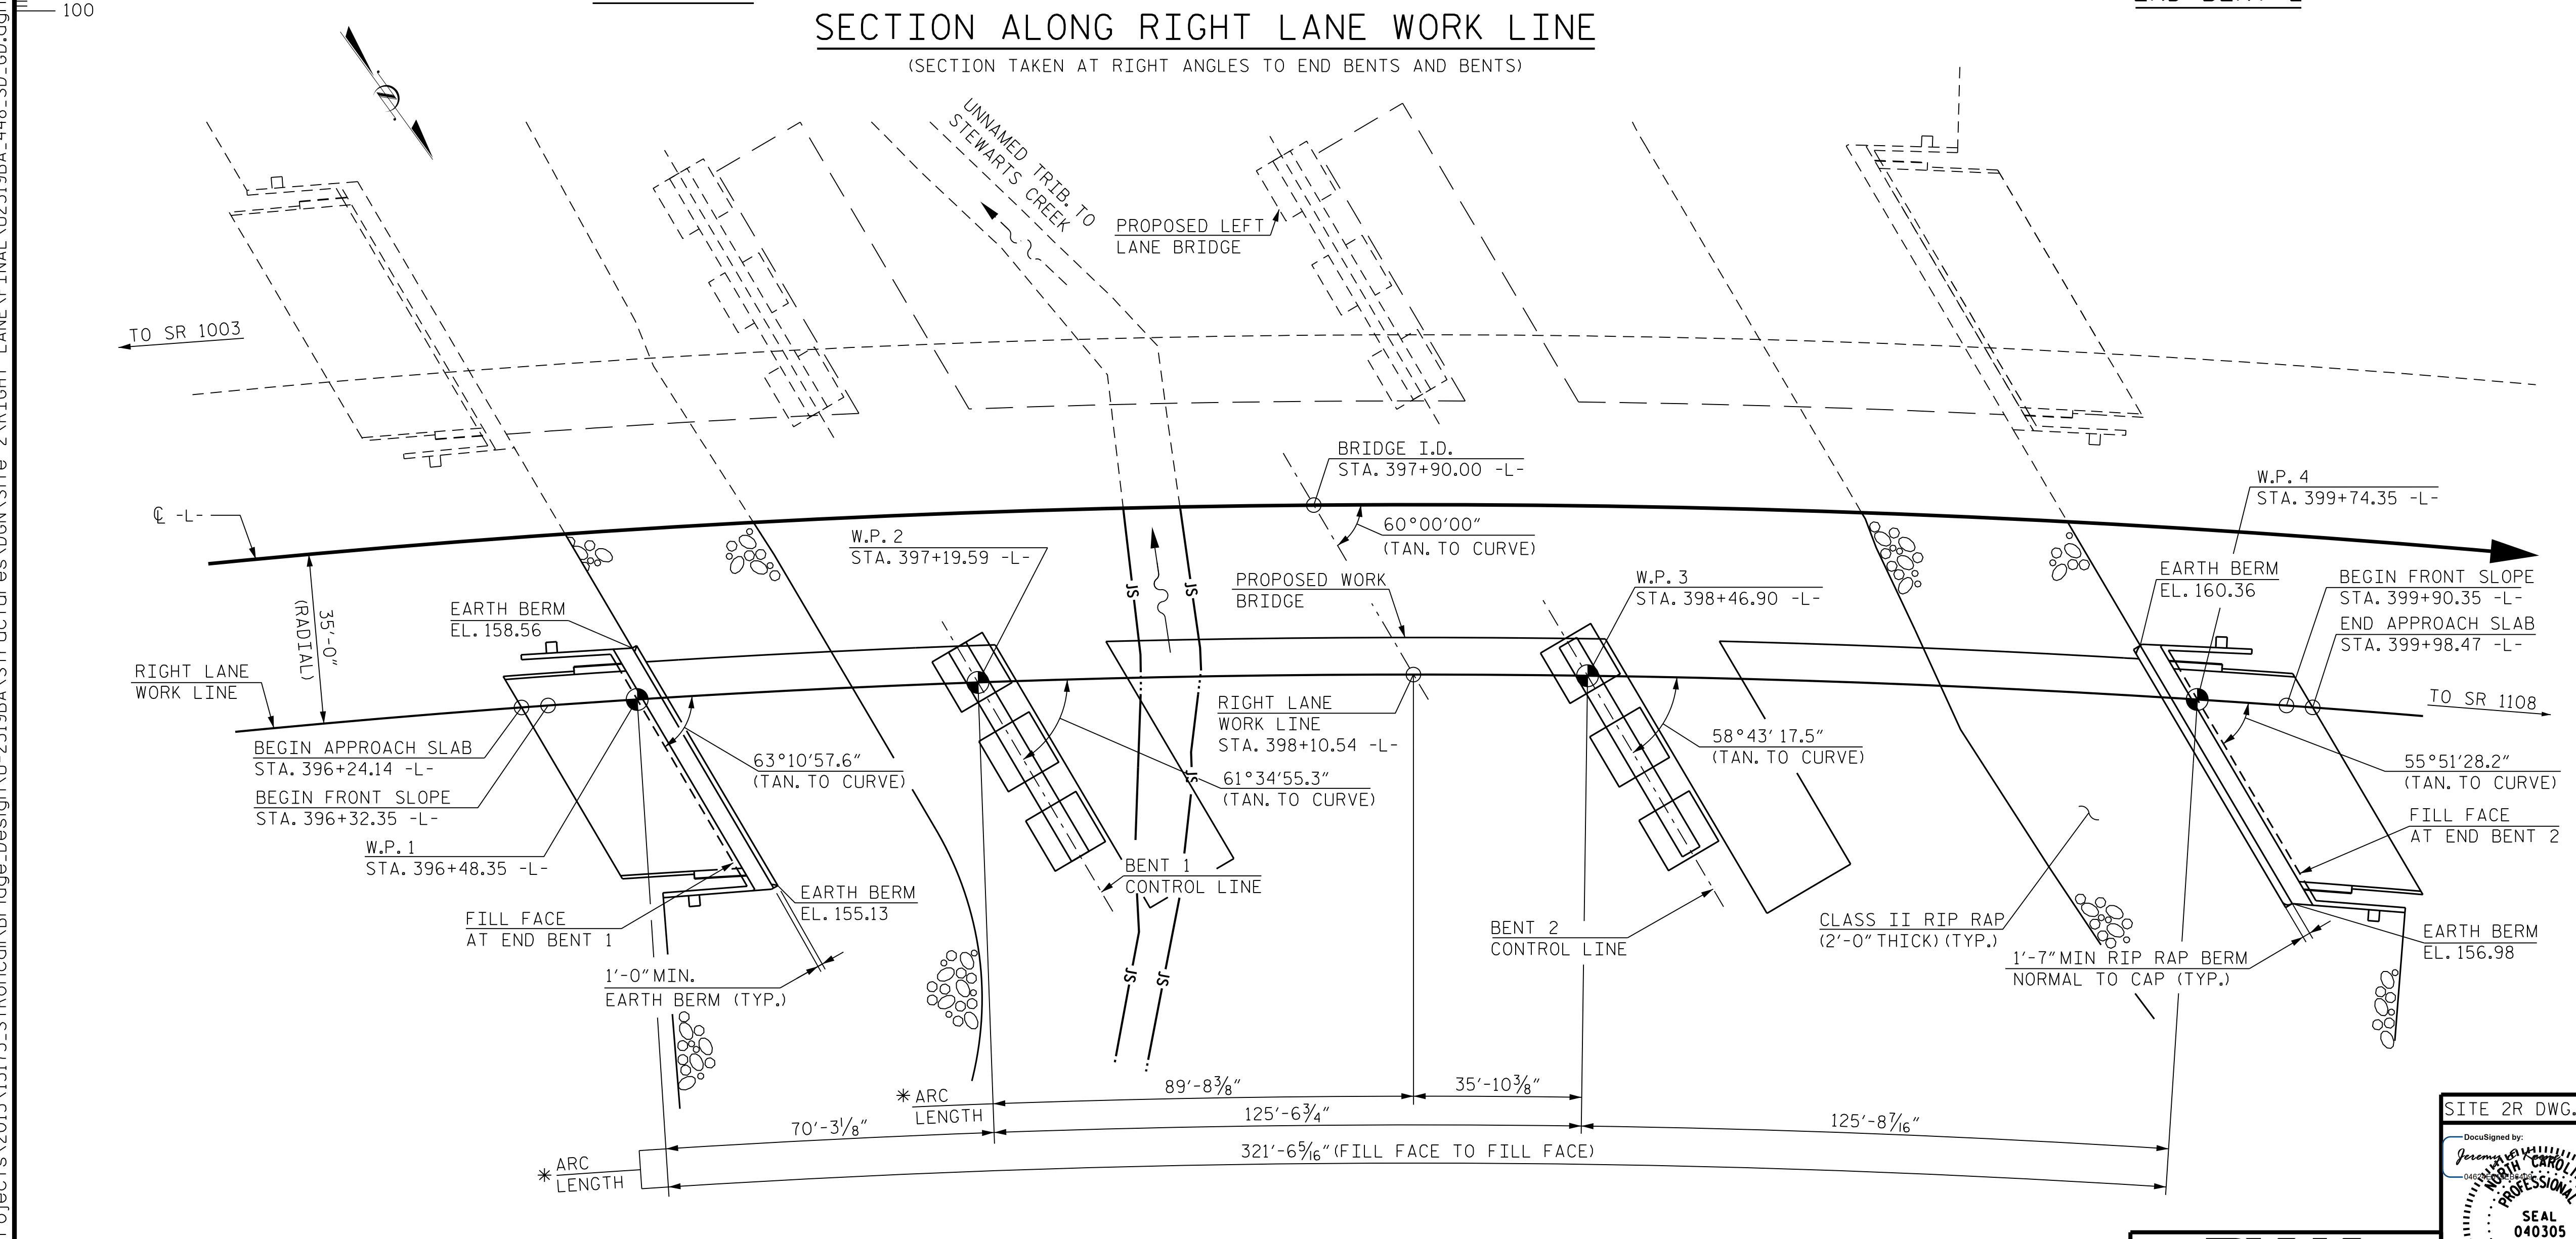 100
SECTION ALONG RIGHT LANE WORK LINE
(SECTION TAKEN AT RIGHT ANGLES TO END BENTS AND BENTS)
UNNAMED TRIB. TO
STEWARTS CREEK
PROPOSED LEFT
LANE BRIDGE
TO SR 1003
BRIDGE I.D.
STA. 397+90.00 -L-
60°00'00"
(TAN. TO CURVE)
W.P. 4
STA. 399+74.35 -L-
℄ -L-
W.P. 2
STA. 397+19.59 -L-
35'-0"
(RADIAL)
JS
JS
PROPOSED WORK
BRIDGE
W.P. 3
STA. 398+46.90 -L-
EARTH BERM
EL. 160.36
BEGIN FRONT SLOPE
STA. 399+90.35 -L-
END APPROACH SLAB
STA. 399+98.47 -L-
EARTH BERM
EL. 158.56
RIGHT LANE
WORK LINE
TO SR 1108
RIGHT LANE
WORK LINE
STA. 398+10.54 -L-
BEGIN APPROACH SLAB
STA. 396+24.14 -L-
BEGIN FRONT SLOPE
STA. 396+32.35 -L-
63°10'57.6"
(TAN. TO CURVE)
61°34'55.3"
(TAN. TO CURVE)
JS
58°43'17.5"
(TAN. TO CURVE)
55°51'28.2"
(TAN. TO CURVE)
W.P. 1
STA. 396+48.35 -L-
FILL FACE
AT END BENT 2
BENT 1
CONTROL LINE
EARTH BERM
EL. 155.13
FILL FACE
AT END BENT 1
BENT 2
CONTROL LINE
CLASS II RIP RAP
(2'-0" THICK) (TYP.)
EARTH BERM
EL. 156.98
1'-7" MIN RIP RAP BERM
NORMAL TO CAP (TYP.)
1'-0" MIN.
EARTH BERM (TYP.)
JS
JS
* ARC
LENGTH
89'-8⅜"
35'-10⅜"
70'-3⅛"
125'-6¾"
125'-8⁷⁄₁₆"
* ARC
LENGTH
321'-6⁵⁄₁₆" (FILL FACE TO FILL FACE)
SITE 2R DWG.
DocuSigned by:
SEAL
040305